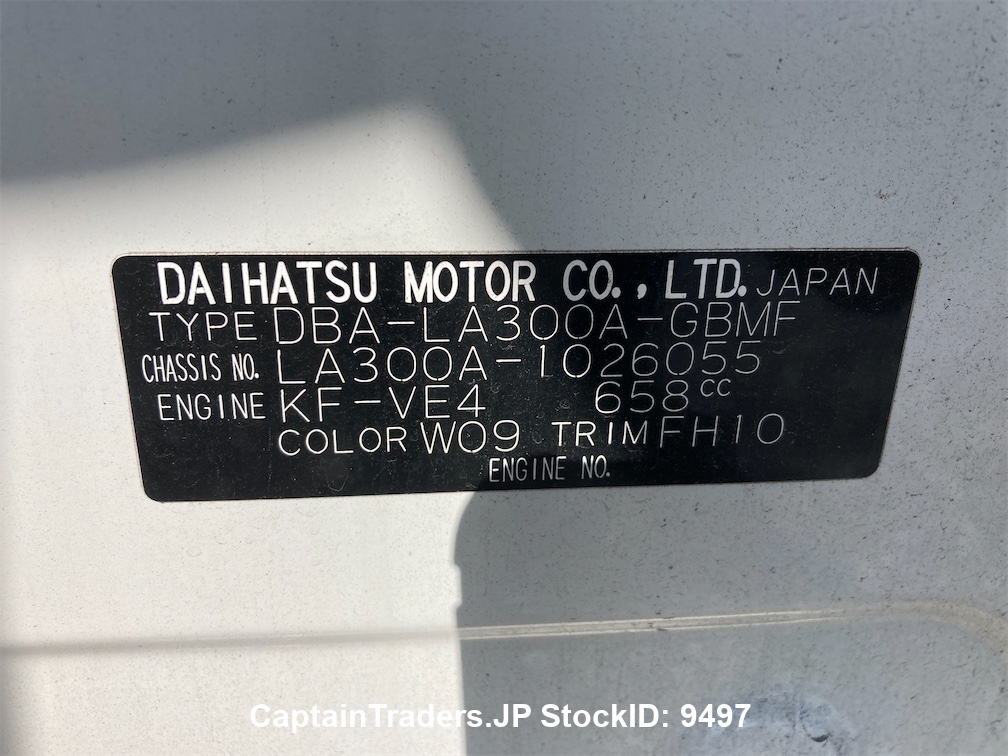 DAIHATSU MOTOR CO., LTD. JAPAN
TYPE DBA-LA300A-GBMF
CHASSIS NO. LA300A-1026055
ENGINE KF-VE4 658cc
COLOR W09 TRIM FH10
ENGINE NO.
CaptainTraders.JP StockID: 9497